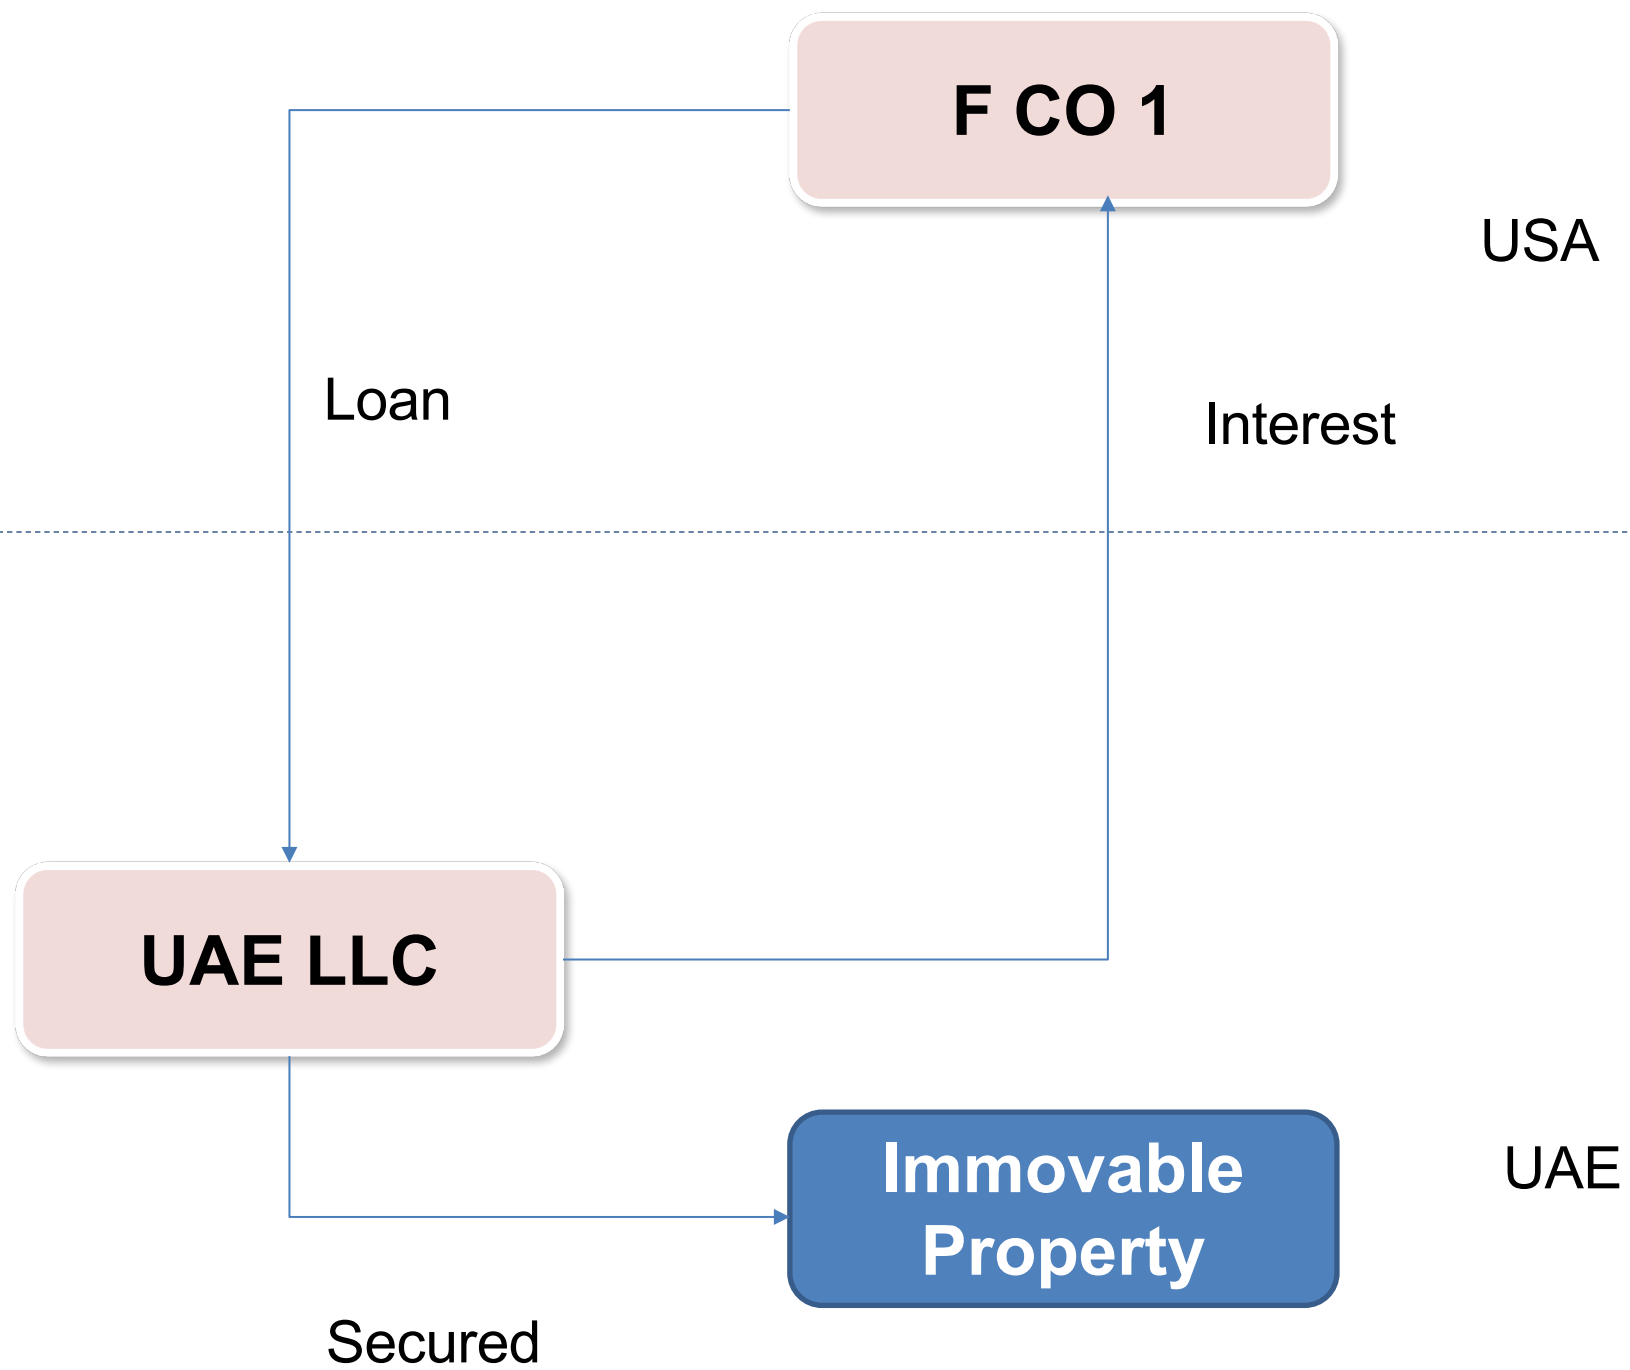 F CO 1
USA
Loan
Interest
UAE LLC
Immovable
Property
UAE
Secured